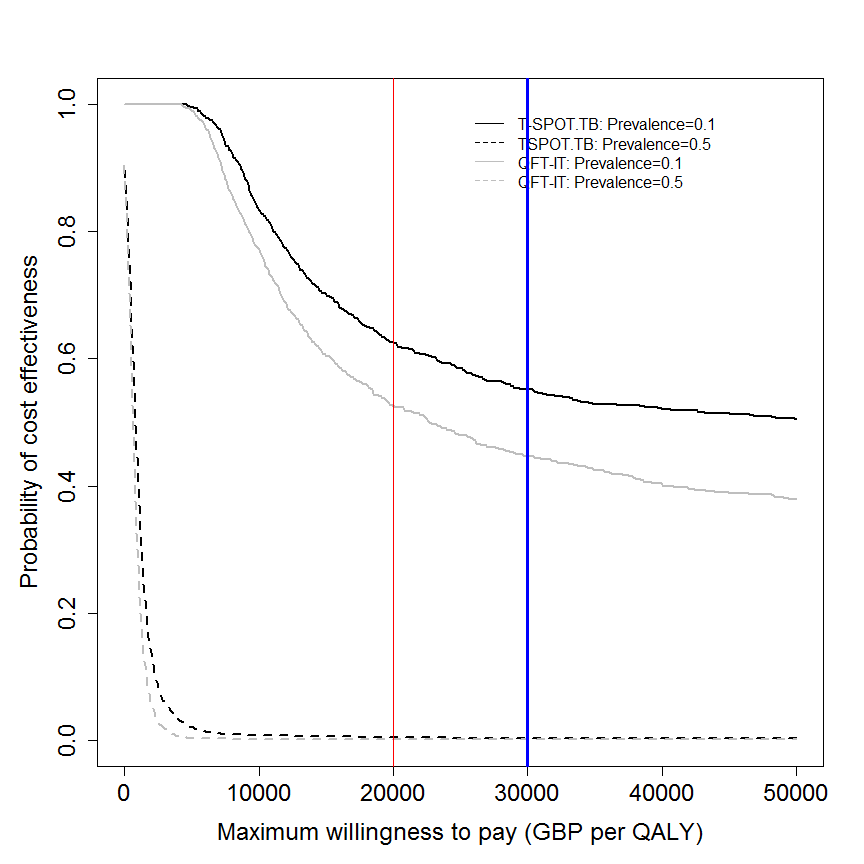 T-SPOT.TB: Prevalence=0.1
TSPOT.TB: Prevalence=0.5
QFT-IT: Prevalence=0.1
QFT-IT: Prevalence=0.5
Probability of cost effectiveness
1.0
0.8
0.6
0.4
0.2
0.0
0 10000 20000 30000 40000 50000
Maximum willingness to pay (GBP per QALY)